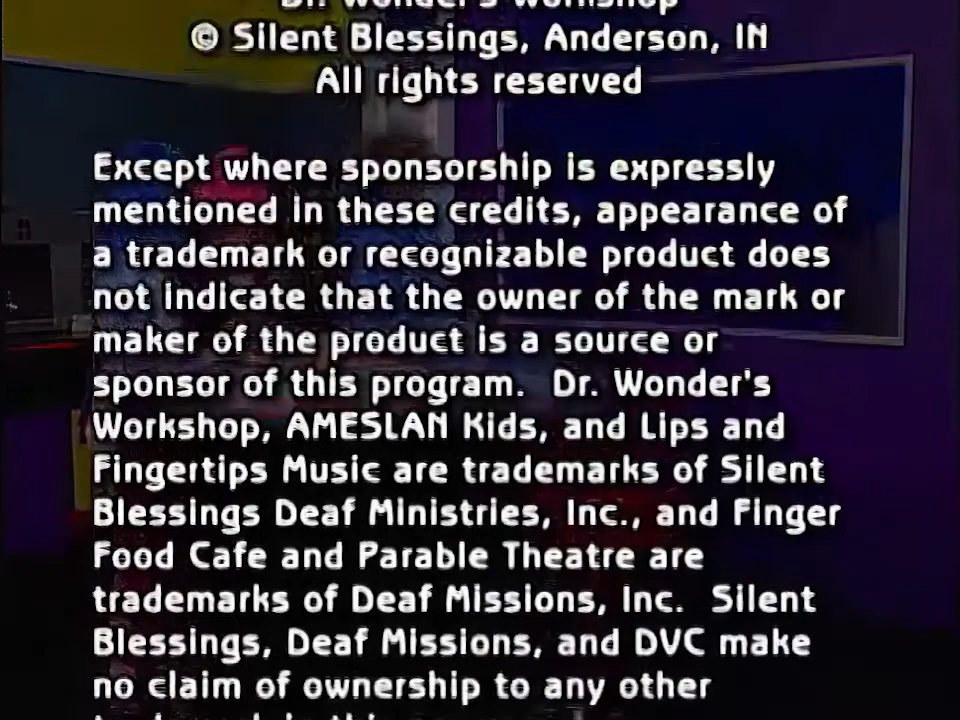 Dr. Wonder's Workshop
© Silent Blessings, Anderson, IN
All rights reserved
Except where sponsorship is expressly
mentioned in these credits, appearance of
a trademark or recognizable product does
not indicate that the owner of the mark or
maker of the product is a source or
sponsor of this program. Dr. Wonder's
Workshop, AMESLAN Kids, and Lips and
Fingertips Music are trademarks of Silent
Blessings Deaf Ministries, Inc., and Finger
Food Cafe and Parable Theatre are
trademarks of Deaf Missions, Inc. Silent
Blessings, Deaf Missions, and DVC make
no claim of ownership to any other